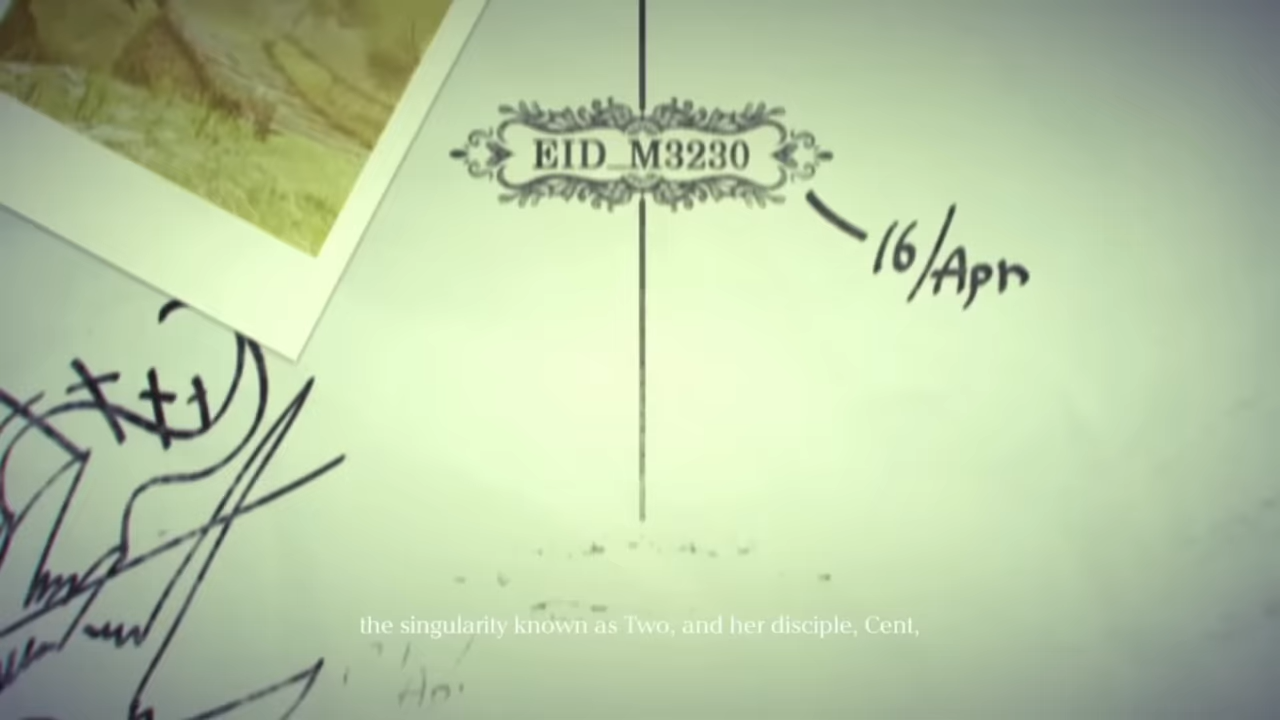 EID_M3230
16/Apr
the singularity known as Two, and her disciple, Cent,